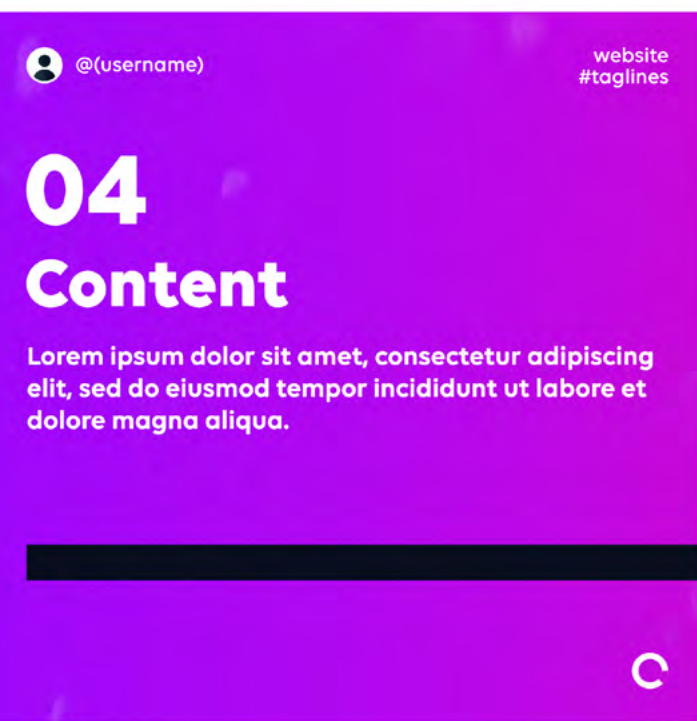 @(username)
website
#taglines
04
Content
Lorem ipsum dolor sit amet, consectetur adipiscing
elit, sed do eiusmod tempor incididunt ut labore et
dolore magna aliqua.